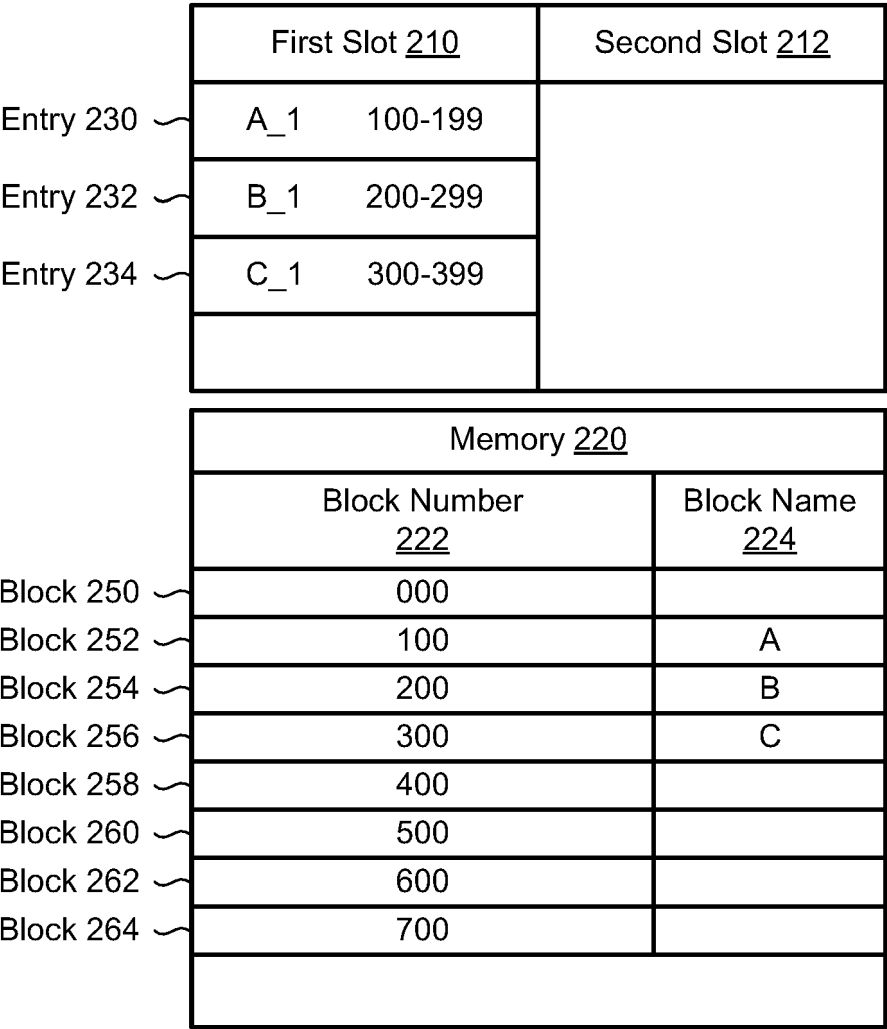 First Slot 210 Second Slot 212
Entry 230 A_1 100-199
Entry 232 B_1 200-299
Entry 234 C_1 300-399
Memory 220
Block Number Block Name
222 224
Block 250 000
Block 252 100 A
Block 254 200 B
Block 256 300 C
Block 258 400
Block 260 500
Block 262 600
Block 264 700